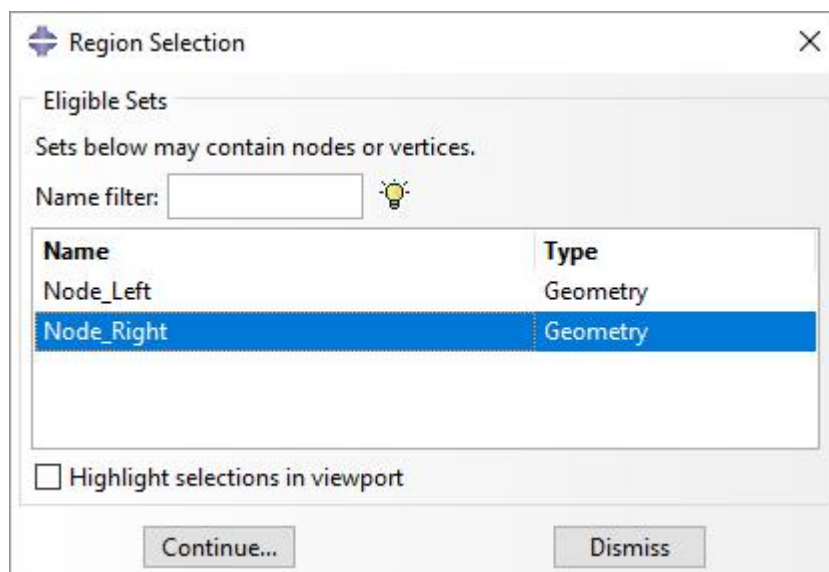 Region Selection
Eligible Sets
Sets below may contain nodes or vertices.
Name filter:
Name Type
Node_Left Geometry
Node_Right Geometry
Highlight selections in viewport
Continue... Dismiss